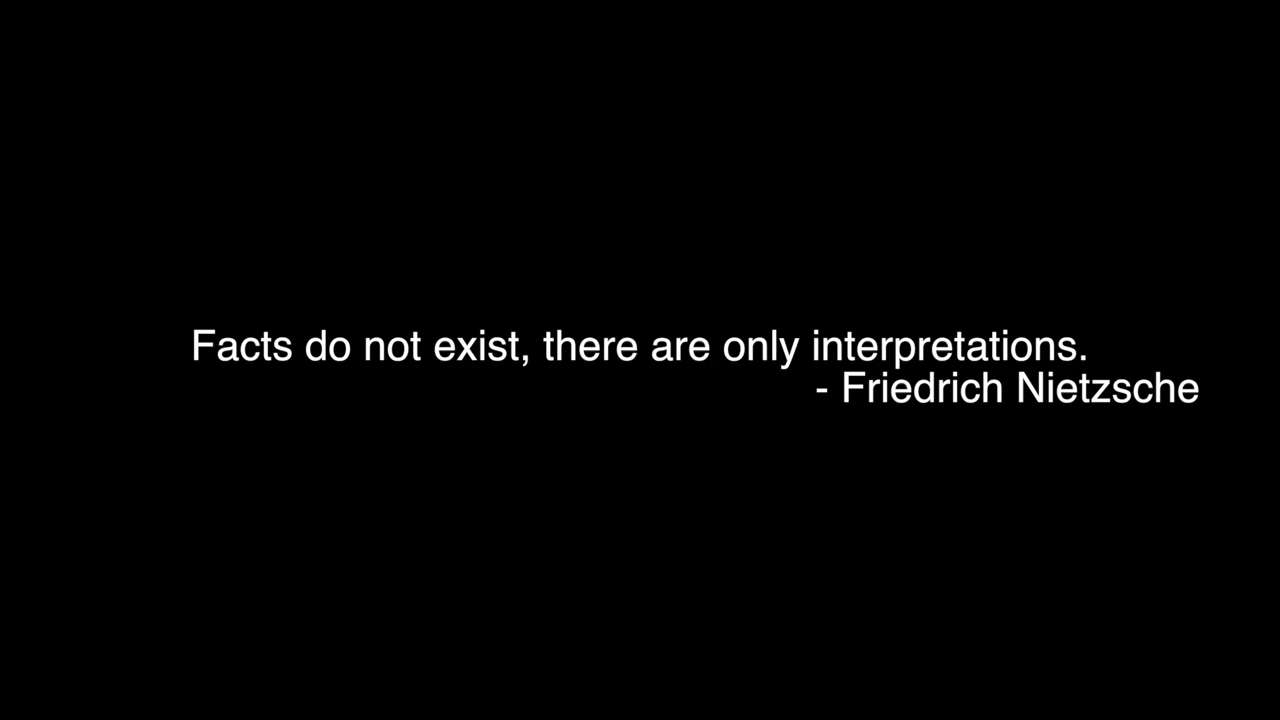 Facts do not exist, there are only interpretations.
- Friedrich Nietzsche